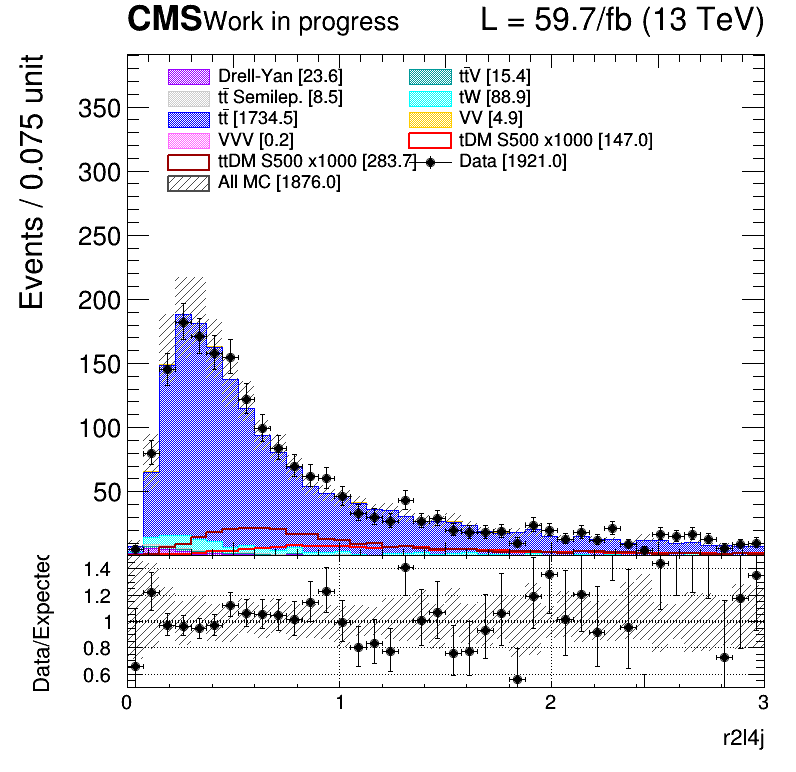 CMS Work in progress L = 59.7/fb (13 TeV)
Events / 0.075 unit
Drell-Yan [23.6] tt̄V [15.4]
tt̄ Semilep. [8.5] tW [88.9]
tt̄ [1734.5] VV [4.9]
VVV [0.2] tDM S500 x1000 [147.0]
ttDM S500 x1000 [283.7] Data [1921.0]
All MC [1876.0]
350
300
250
200
150
100
50
Data/Expected
1.4
1.2
1
0.8
0.6
0 1 2 3
r2l4j